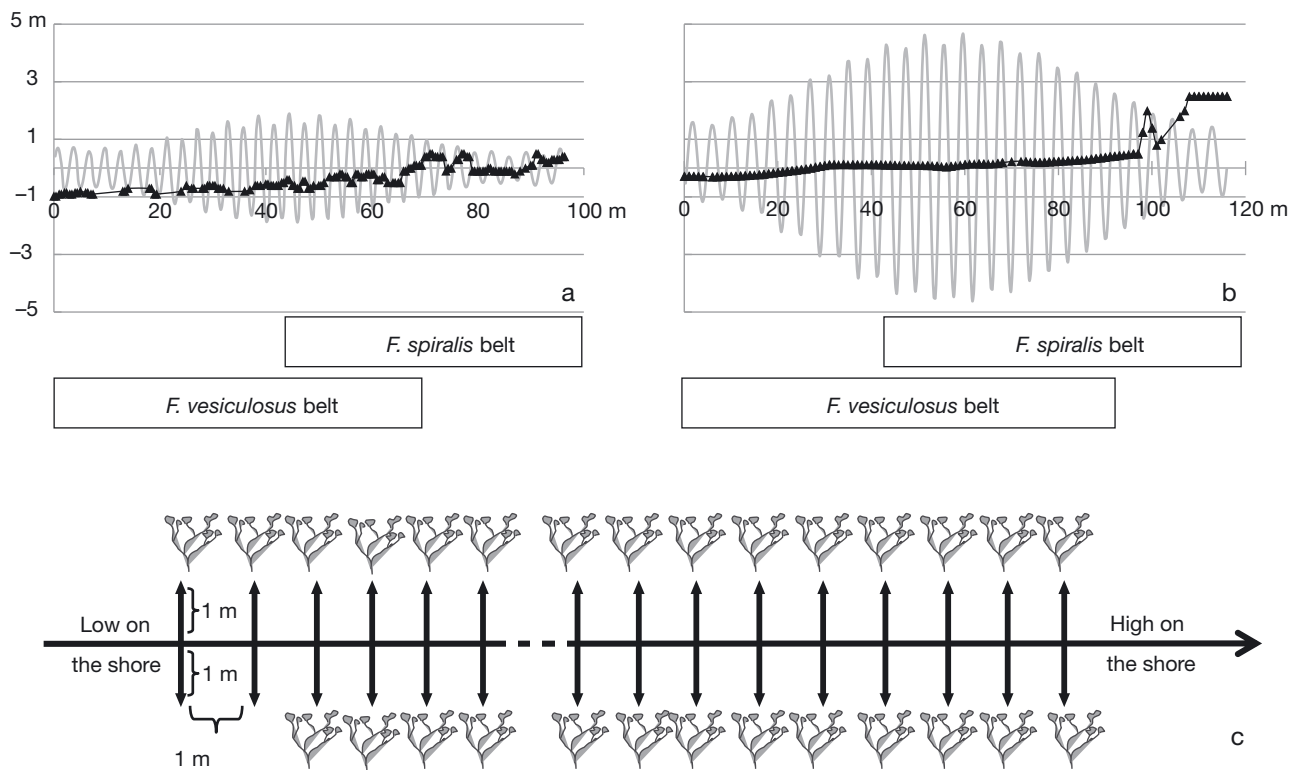 5 m
3
1
–1
–3
–5
0
20
40
60
80
100 m
a
F. spiralis belt
F. vesiculosus belt
0
20
40
60
80
100
120 m
b
F. spiralis belt
F. vesiculosus belt
Low on
the shore
1 m
1 m
1 m
High on
the shore
c